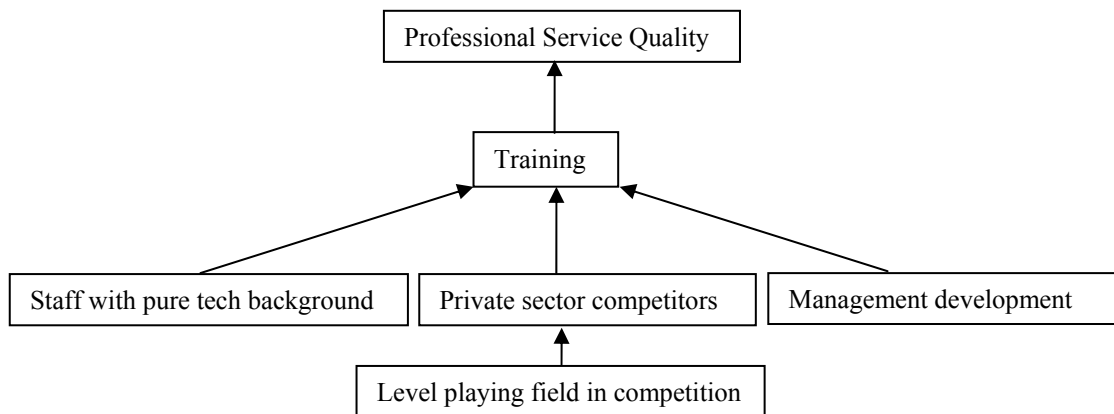 Professional Service Quality
Training
Staff with pure tech background
Private sector competitors
Management development
Level playing field in competition